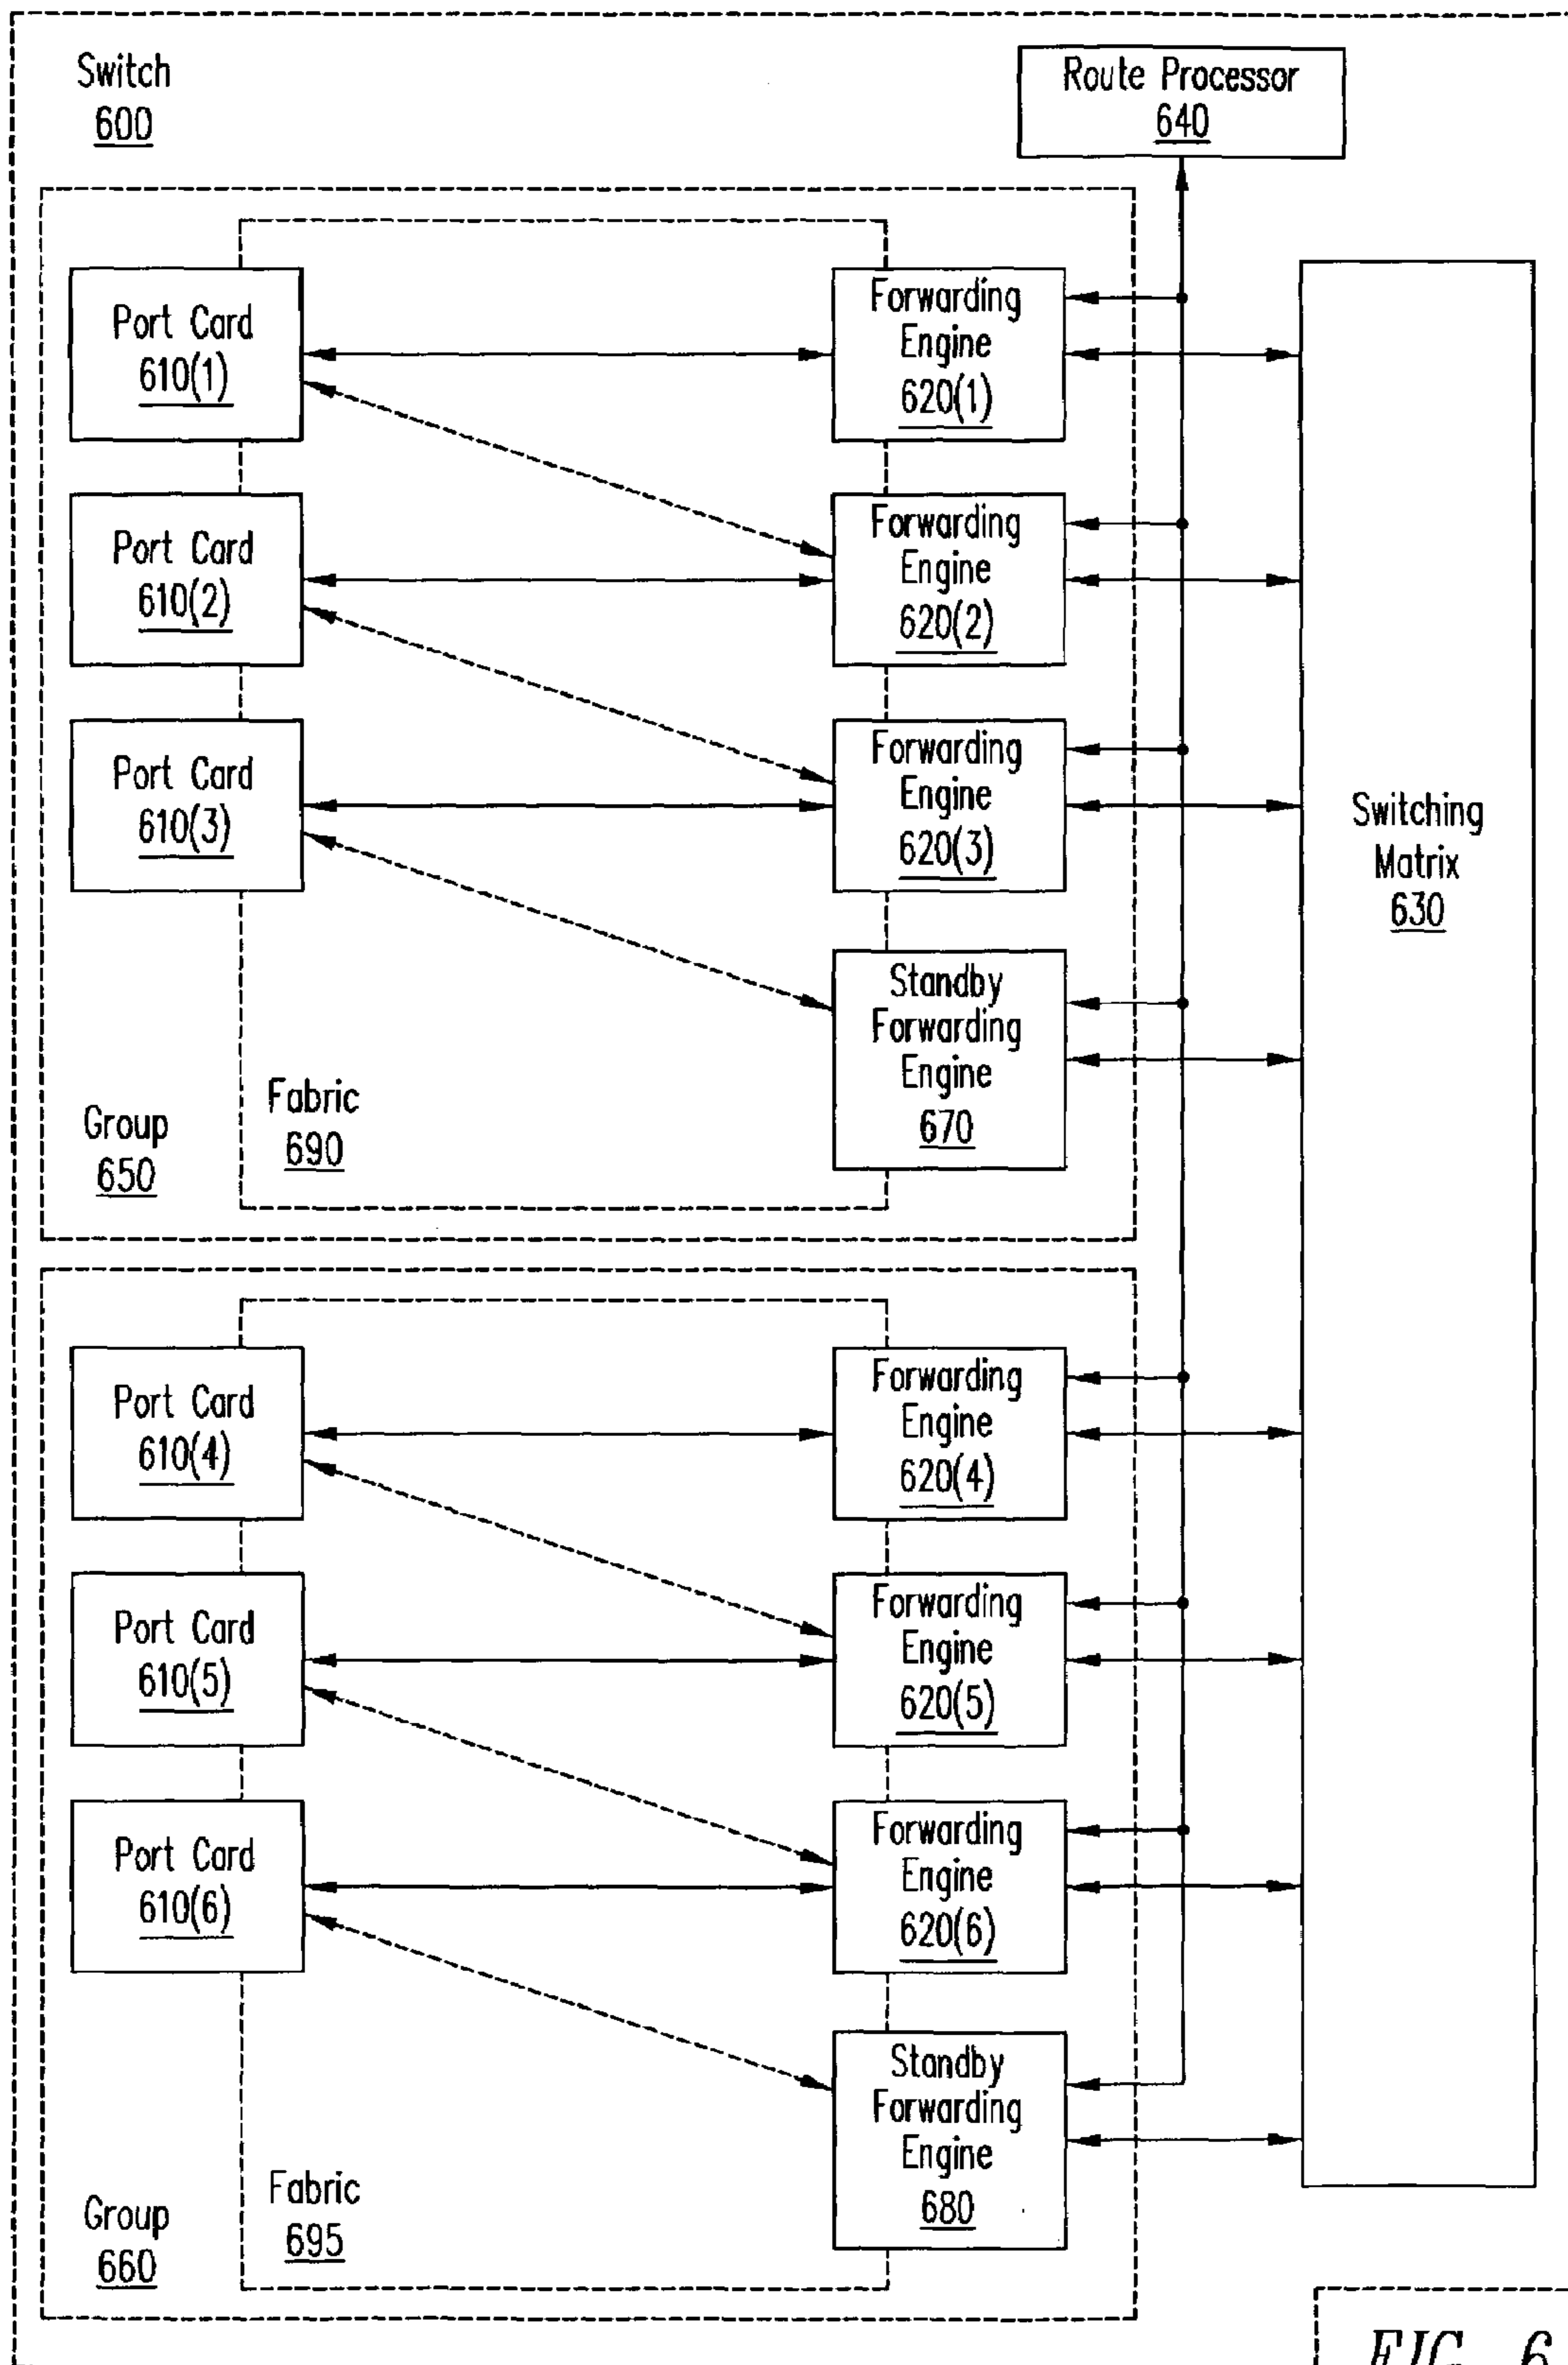 Switch
600
Route Processor
640
Port Card
610(1)
Forwarding
Engine
620(1)
Port Card
610(2)
Forwarding
Engine
620(2)
Port Card
610(3)
Forwarding
Engine
620(3)
Switching
Matrix
630
Standby
Forwarding
Engine
670
Group
650
Fabric
690
Port Card
610(4)
Forwarding
Engine
620(4)
Port Card
610(5)
Forwarding
Engine
620(5)
Port Card
610(6)
Forwarding
Engine
620(6)
Standby
Forwarding
Engine
680
Group
660
Fabric
695
FIG. 6